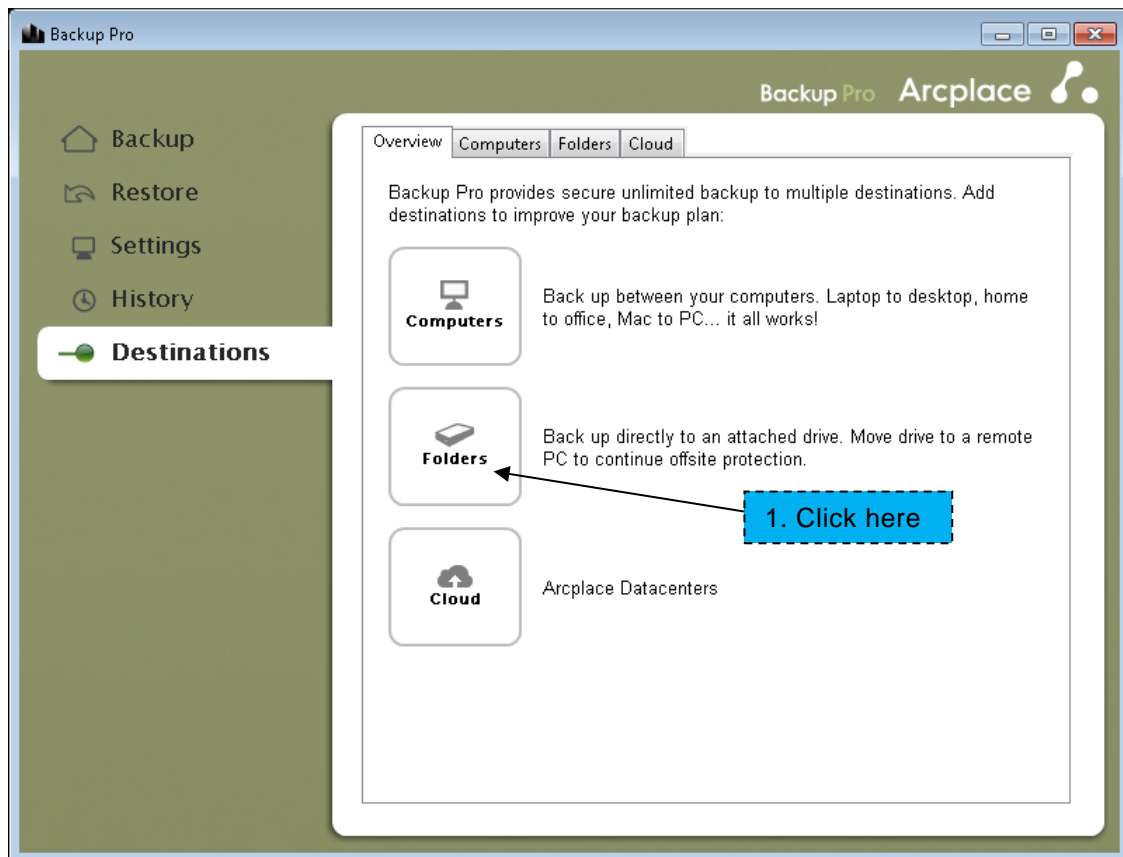 Backup Pro
Backup Pro Arcplace
Backup
Restore
Settings
History
Destinations
Overview Computers Folders Cloud
Backup Pro provides secure unlimited backup to multiple destinations. Add
destinations to improve your backup plan:
Computers
Back up between your computers. Laptop to desktop, home
to office, Mac to PC... it all works!
Folders
Back up directly to an attached drive. Move drive to a remote
PC to continue offsite protection.
1. Click here
Cloud
Arcplace Datacenters